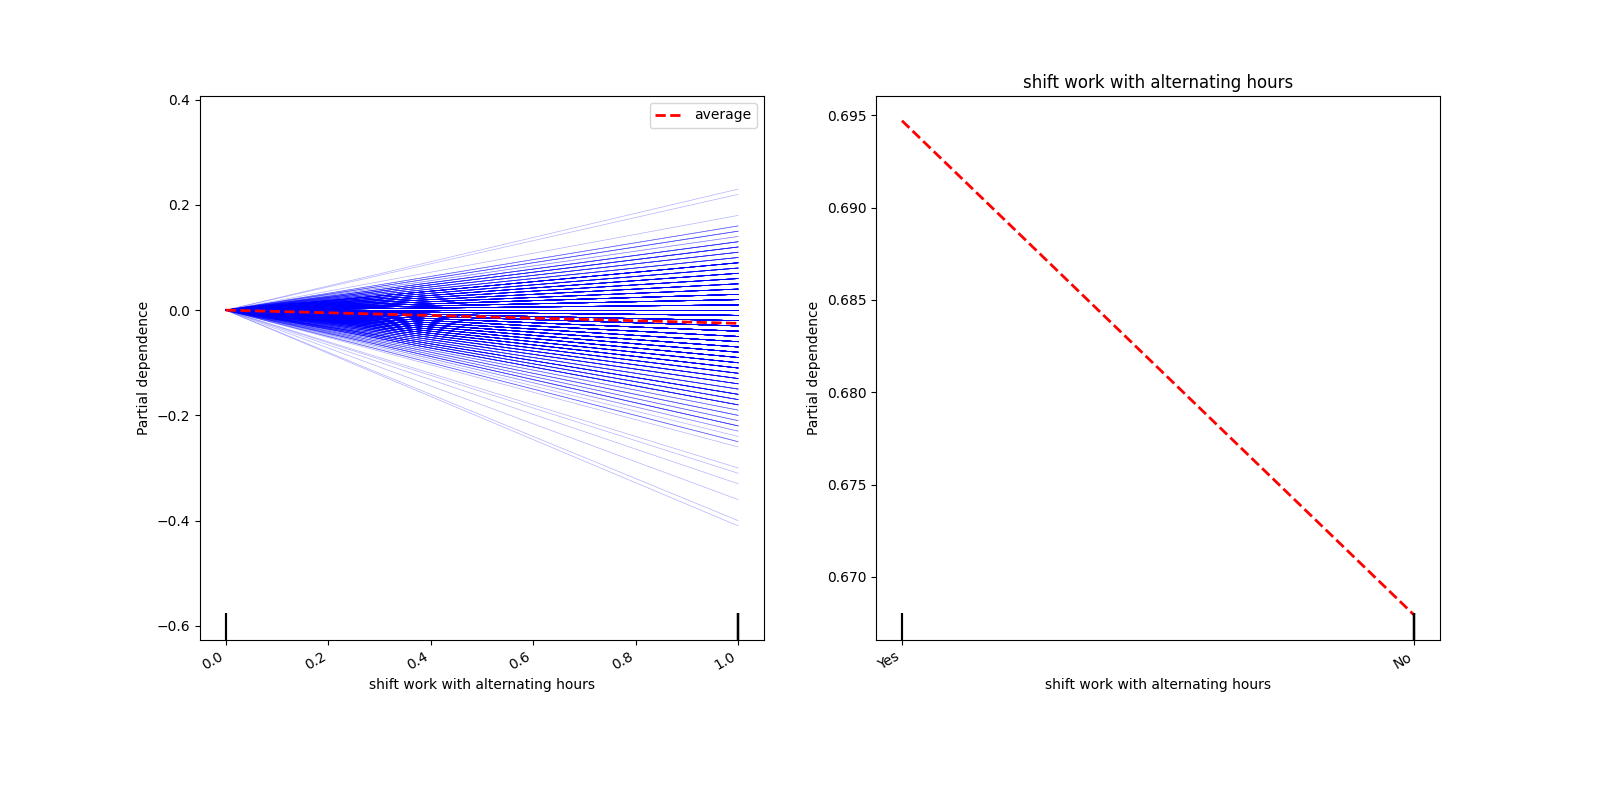 0.4
0.2
0.0
−0.2
−0.4
−0.6
Partial dependence
average
0.0
0.2
0.4
0.6
0.8
1.0
shift work with alternating hours
shift work with alternating hours
0.695
0.690
0.685
0.680
0.675
0.670
Partial dependence
Yes
No
shift work with alternating hours